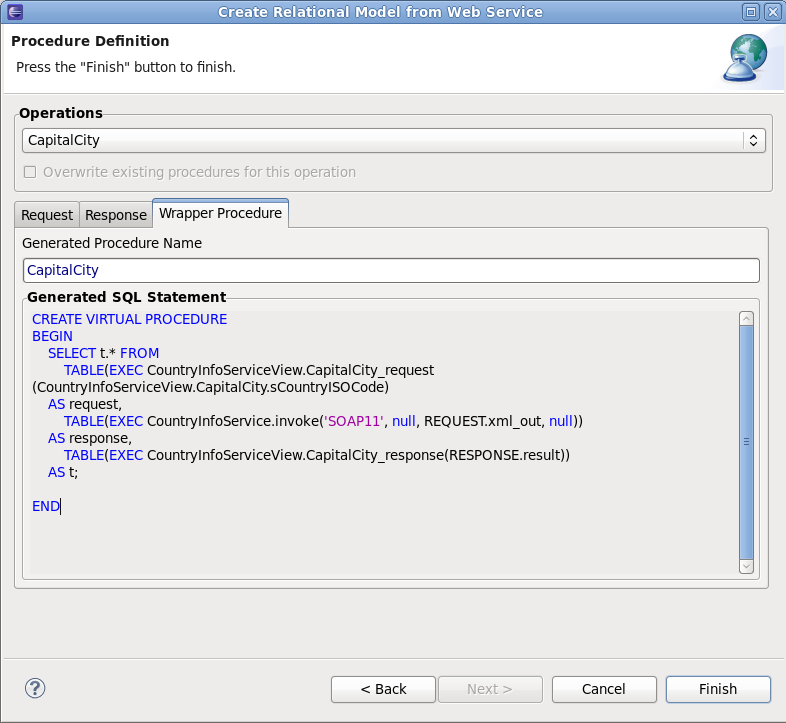 Create Relational Model from Web Service
Procedure Definition
Press the "Finish" button to finish.
Operations
CapitalCity
Overwrite existing procedures for this operation
Request Response Wrapper Procedure
Generated Procedure Name
CapitalCity
Generated SQL Statement
CREATE VIRTUAL PROCEDURE
BEGIN
SELECT t.* FROM
TABLE(EXEC CountryInfoServiceView.CapitalCity_request
(CountryInfoServiceView.CapitalCity.sCountryISOCode)
AS request,
TABLE(EXEC CountryInfoService.invoke('SOAP11', null, REQUEST.xml_out, null))
AS response,
TABLE(EXEC CountryInfoServiceView.CapitalCity_response(RESPONSE.result))
AS t;
END
? < Back Next > Cancel Finish